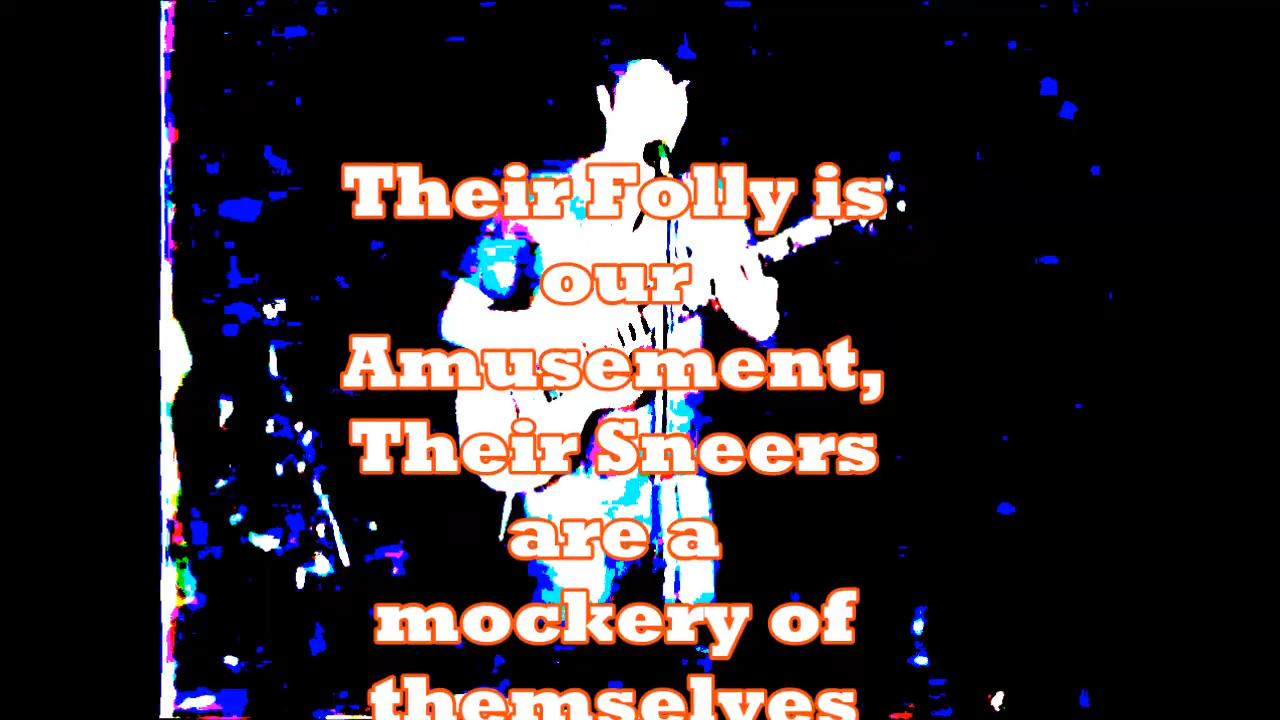 Their Folly is
our
Amusement,
Their Sneers
are a
mockery of
themselves